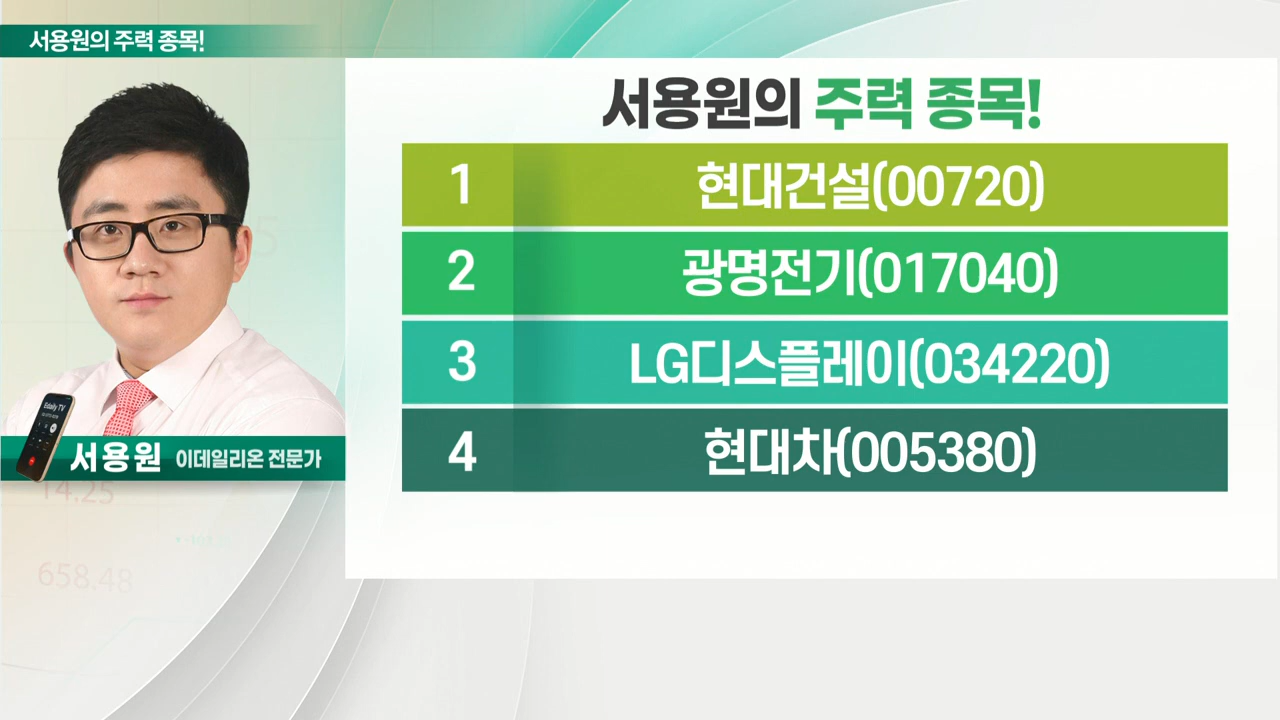 서용원의 주력 종목!
서용원의 주력 종목!
1 현대건설(00720)
2 광명전기(017040)
3 LG디스플레이(034220)
4 현대차(005380)
Edaily TV
서용원 이데일리온 전문가
14.25
658.48